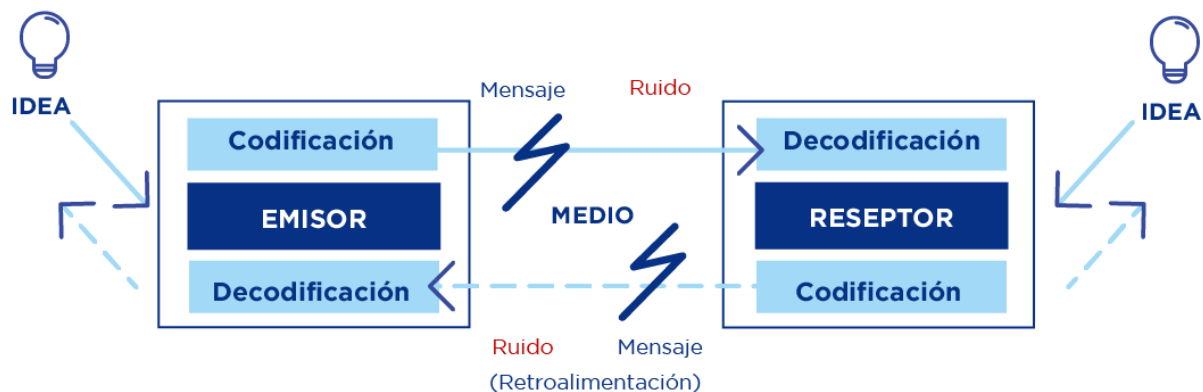 Mensaje Ruido
IDEA IDEA
Codificación Decodificación
EMISOR MEDIO RESEPTOR
Decodificación Codificación
Ruido Mensaje
(Retroalimentación)